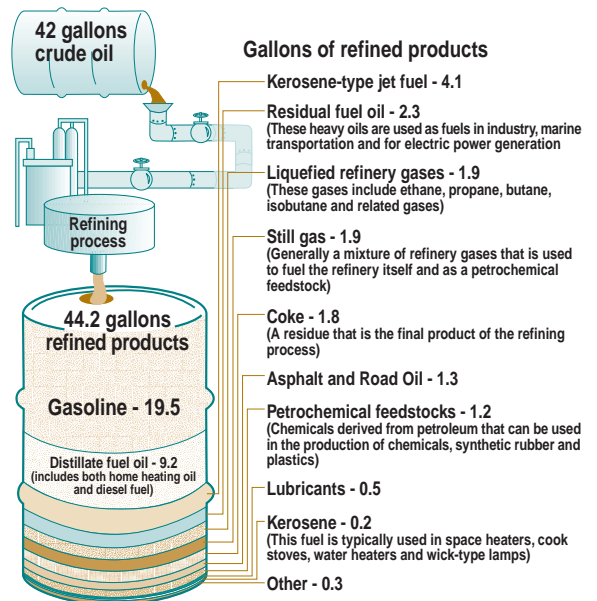 42 gallons
crude oil
Gallons of refined products
Kerosene-type jet fuel - 4.1
Residual fuel oil - 2.3
(These heavy oils are used as fuels in industry, marine
transportation and for electric power generation
Liquefied refinery gases - 1.9
(These gases include ethane, propane, butane,
isobutane and related gases)
Refining
process
Still gas - 1.9
(Generally a mixture of refinery gases that is used
to fuel the refinery itself and as a petrochemical
feedstock)
44.2 gallons
refined products
Coke - 1.8
(A residue that is the final product of the refining
process)
Asphalt and Road Oil - 1.3
Gasoline - 19.5
Petrochemical feedstocks - 1.2
(Chemicals derived from petroleum that can be used
in the production of chemicals, synthetic rubber and
plastics)
Distillate fuel oil - 9.2
(includes both home heating oil
and diesel fuel)
Lubricants - 0.5
Kerosene - 0.2
(This fuel is typically used in space heaters, cook
stoves, water heaters and wick-type lamps)
Other - 0.3